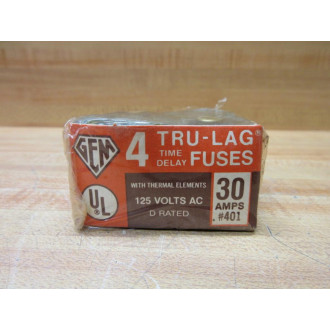 GEM
4 TRU-LAG
TIME DELAY FUSES
UL
WITH THERMAL ELEMENTS
125 VOLTS AC
D RATED
30
AMPS
#401